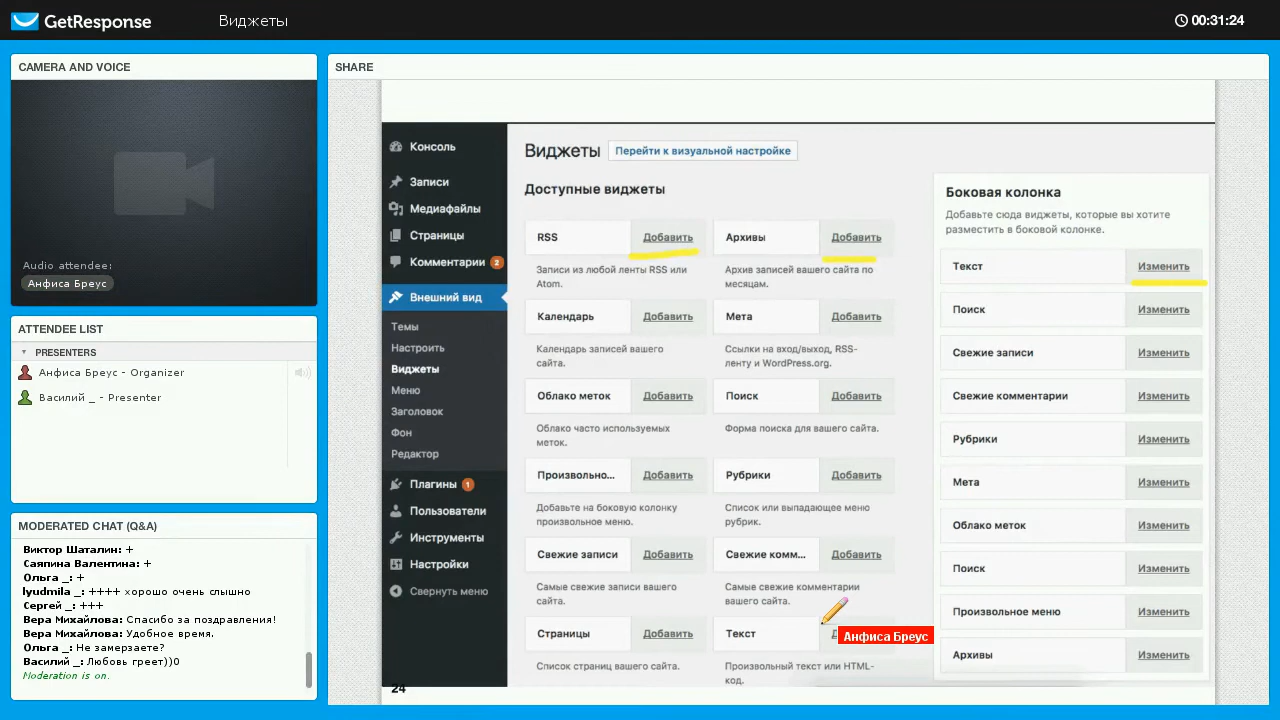 GetResponse
Виджеты
00:31:24
CAMERA AND VOICE
Audio attendee:
Анфиса Бреус
ATTENDEE LIST
PRESENTERS
Анфиса Бреус - Organizer
Василий _ - Presenter
MODERATED CHAT (Q&A)
Виктор Шаталин: +
Саяпина Валентина: +
Ольга _: +
lyudmila _: ++++ хорошо очень слышно
Сергей _: +++
Вера Михайлова: Спасибо за поздравления!
Вера Михайлова: Удобное время.
Ольга _: Не замерзаете?
Василий _: Любовь греет))0
Moderation is on.
SHARE
Консоль
Записи
Медиафайлы
Страницы
Комментарии 2
Внешний вид
Темы
Настроить
Виджеты
Меню
Заголовок
Фон
Редактор
Плагины 1
Пользователи
Инструменты
Настройки
Свернуть меню
24
Виджеты Перейти к визуальной настройке
Доступные виджеты
RSS Добавить
Записи из любой ленты RSS или
Atom.
Архивы Добавить
Архив записей вашего сайта по
месяцам.
Календарь Добавить
Календарь записей вашего
сайта.
Мета Добавить
Ссылки на вход/выход, RSS-
ленту и WordPress.org.
Облако меток Добавить
Облако часто используемых
меток.
Поиск Добавить
Форма поиска для вашего сайта.
Произвольно... Добавить
Добавьте на боковую колонку
произвольное меню.
Рубрики Добавить
Список или выпадающее меню
рубрик.
Свежие записи Добавить
Самые свежие записи вашего
сайта.
Свежие комм... Добавить
Самые свежие комментарии
вашего сайта.
Страницы Добавить
Список страниц вашего сайта.
Текст
Анфиса Бреус
Произвольный текст или HTML-
код.
Боковая колонка
Добавьте сюда виджеты, которые вы хотите
разместить в боковой колонке.
Текст Изменить
Поиск Изменить
Свежие записи Изменить
Свежие комментарии Изменить
Рубрики Изменить
Мета Изменить
Облако меток Изменить
Поиск Изменить
Произвольное меню Изменить
Архивы Изменить